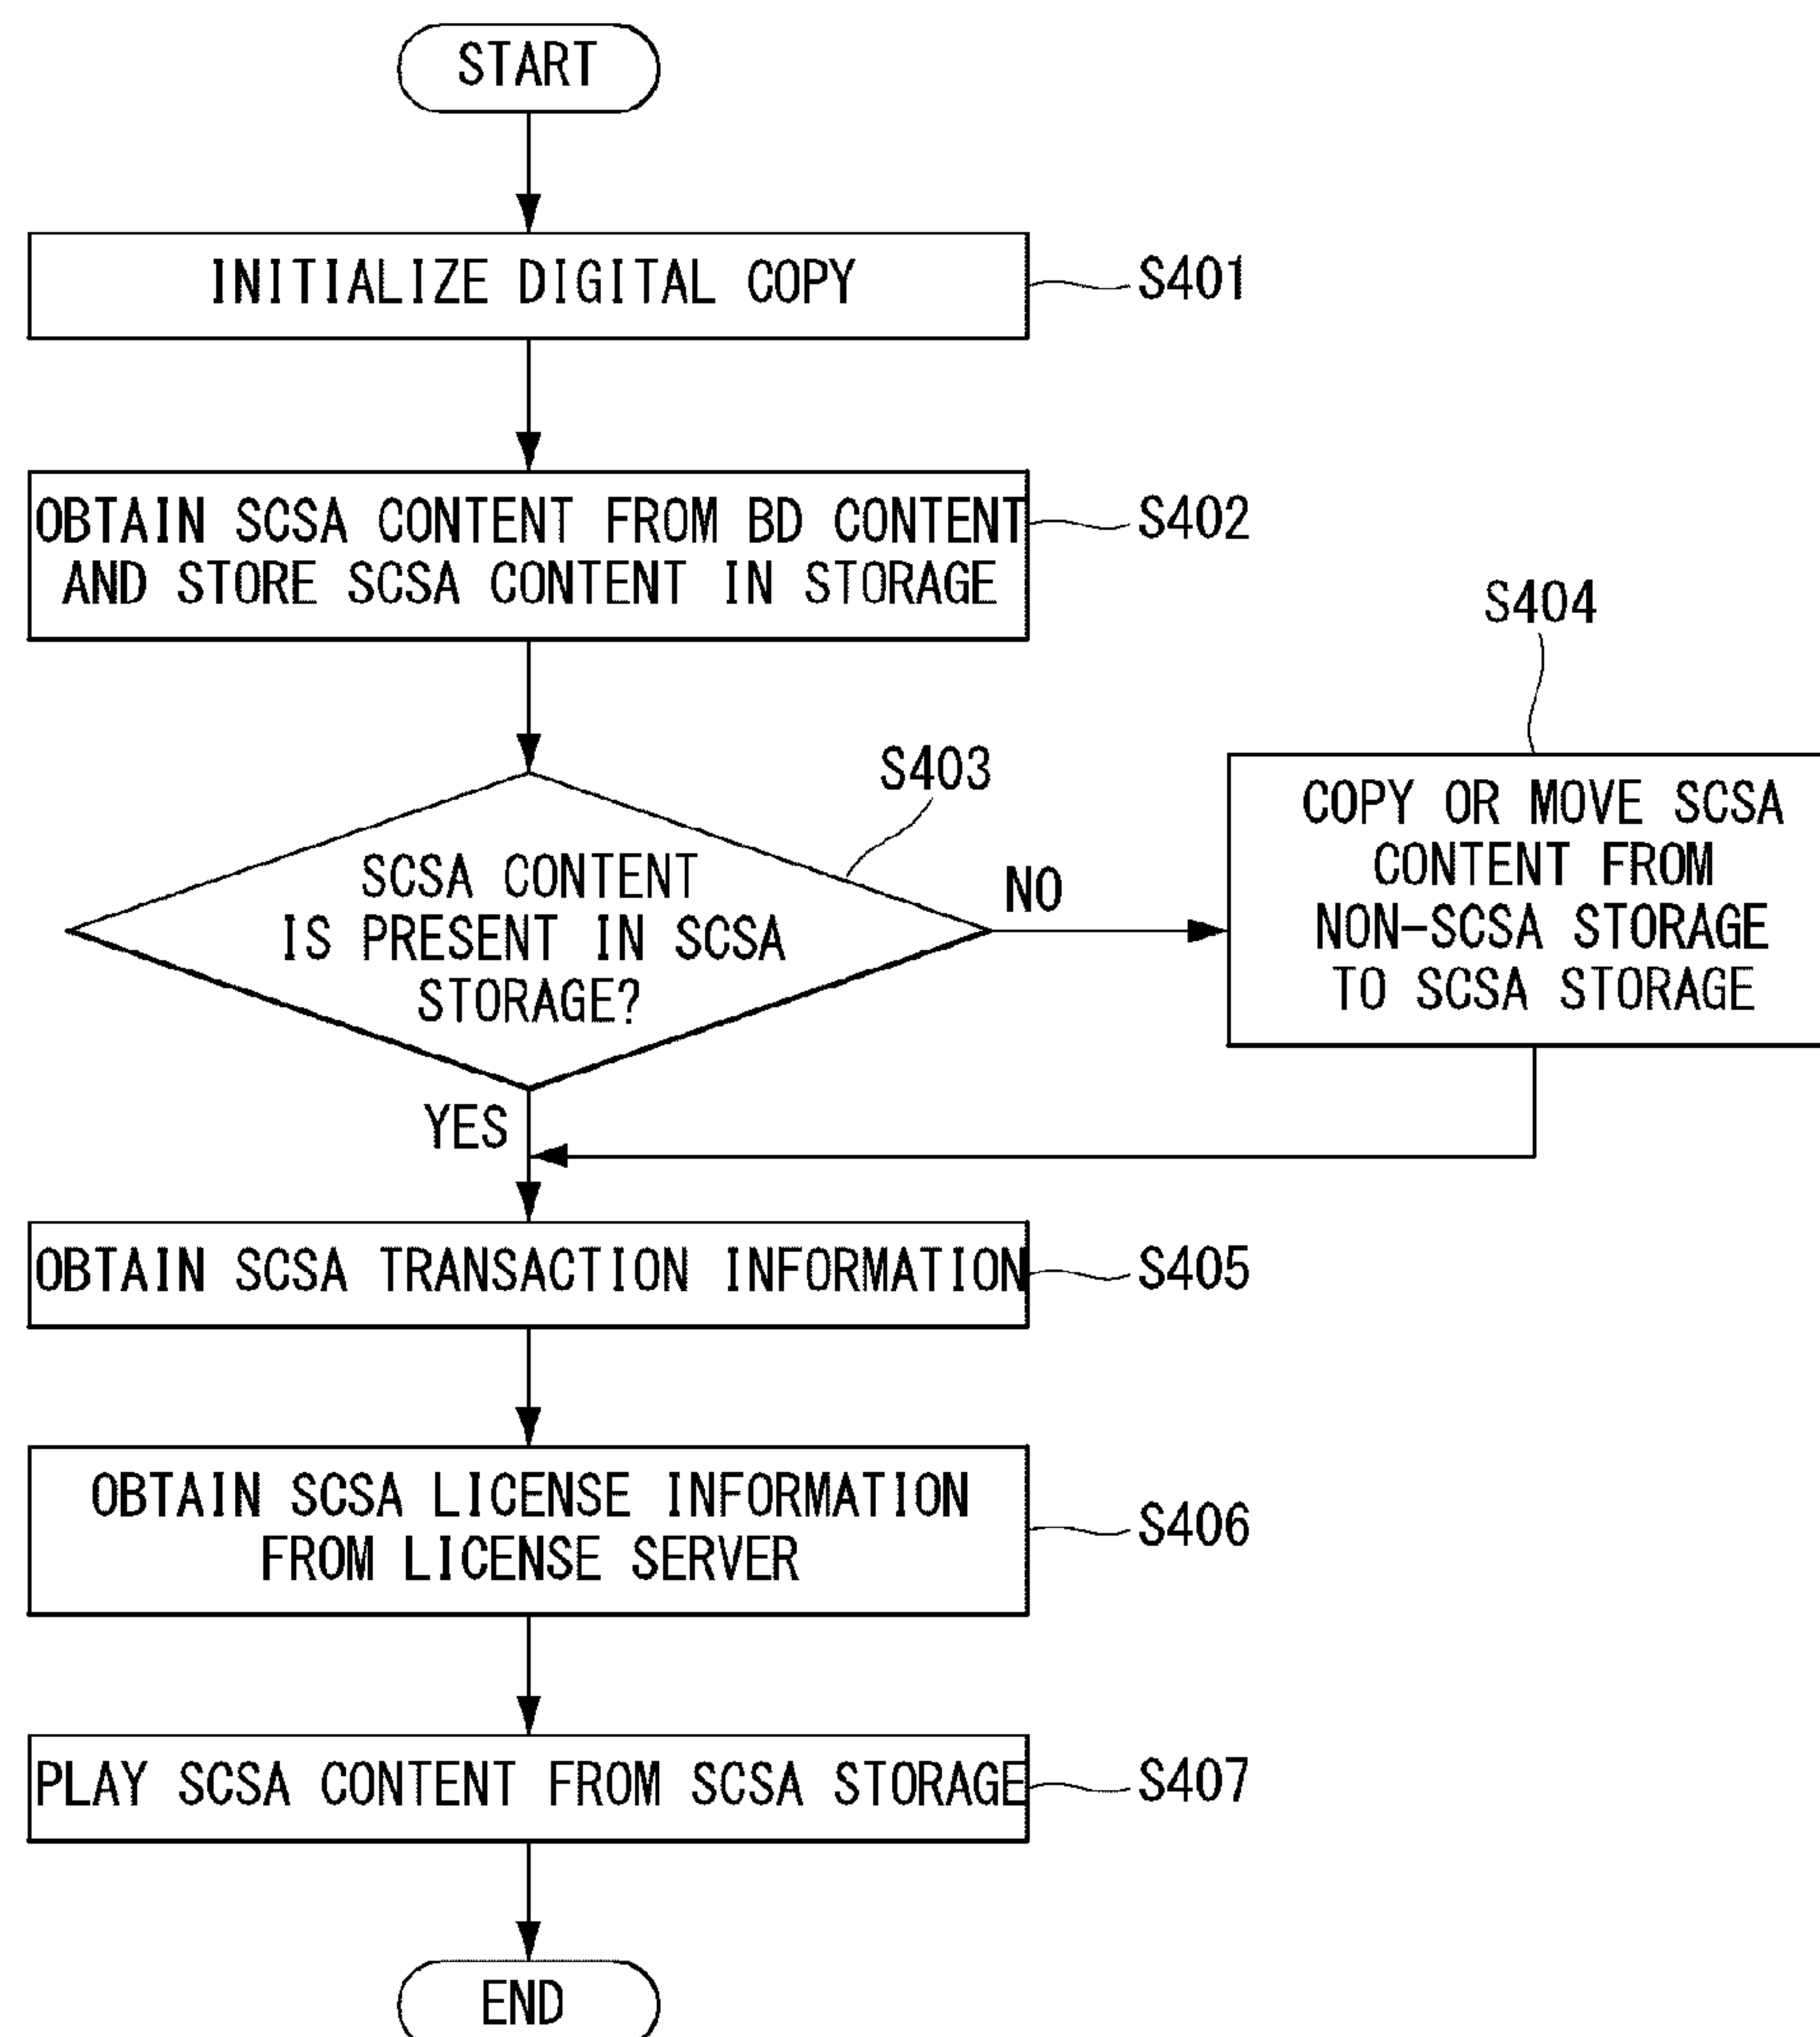 START
INITIALIZE DIGITAL COPY
S401
OBTAIN SCSA CONTENT FROM BD CONTENT
AND STORE SCSA CONTENT IN STORAGE
S402
SCSA CONTENT
IS PRESENT IN SCSA
STORAGE?
S403
NO
S404
COPY OR MOVE SCSA
CONTENT FROM
NON-SCSA STORAGE
TO SCSA STORAGE
YES
OBTAIN SCSA TRANSACTION INFORMATION
S405
OBTAIN SCSA LICENSE INFORMATION
FROM LICENSE SERVER
S406
PLAY SCSA CONTENT FROM SCSA STORAGE
S407
END